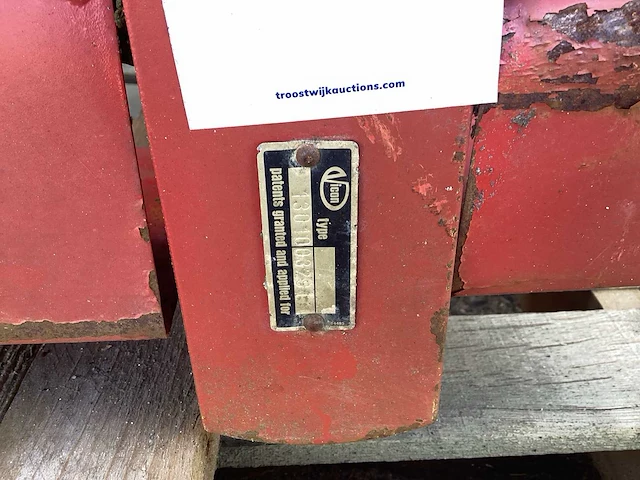 troostwijkauctions.com
Vicon type
patents granted and applied for